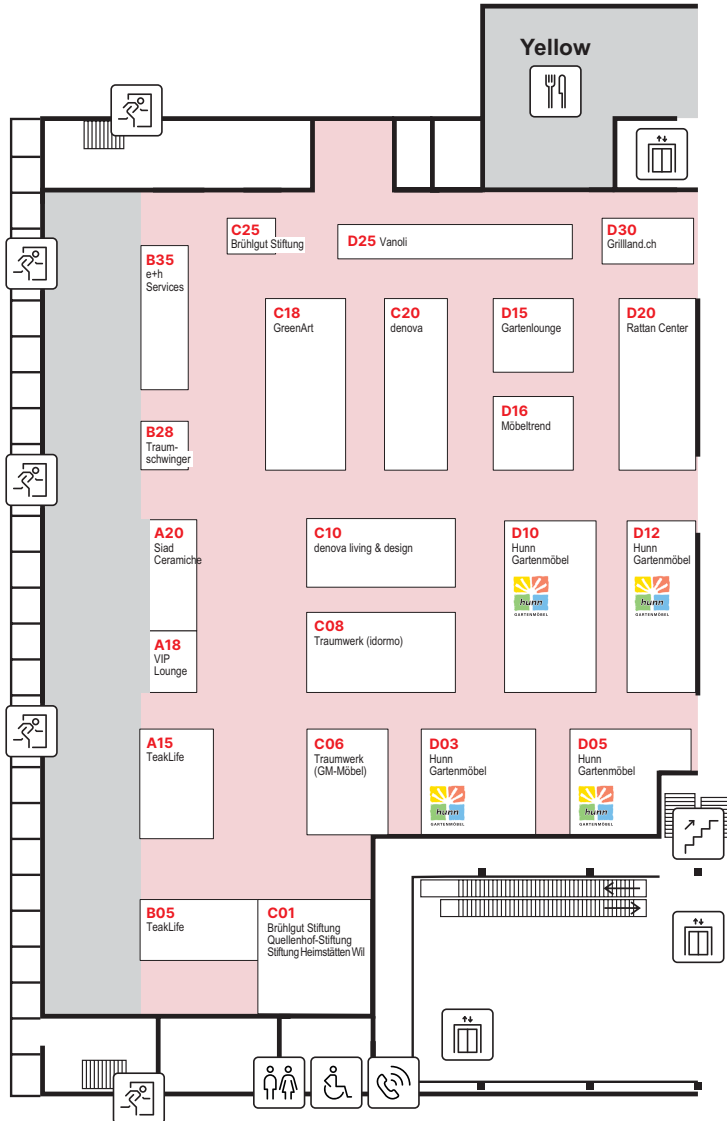 Yellow
C25
Brühlgut Stiftung
D25 Vanoli
D30
Grillland.ch
B35
e+h
Services
C18
GreenArt
C20
denova
D15
Gartenlounge
D20
Rattan Center
D16
Möbeltrend
B28
Traum-
schwinger
A20
Siad
Ceramiche
C10
denova living & design
D10
Hunn
Gartenmöbel
hunn
GARTENMÖBEL
D12
Hunn
Gartenmöbel
hunn
GARTENMÖBEL
C08
Traumwerk (idormo)
A18
VIP
Lounge
A15
TeakLife
C06
Traumwerk
(GM-Möbel)
D03
Hunn
Gartenmöbel
hunn
GARTENMÖBEL
D05
Hunn
Gartenmöbel
hunn
GARTENMÖBEL
B05
TeakLife
C01
Brühlgut Stiftung
Quellenhof-Stiftung
Stiftung Heimstätten Wil